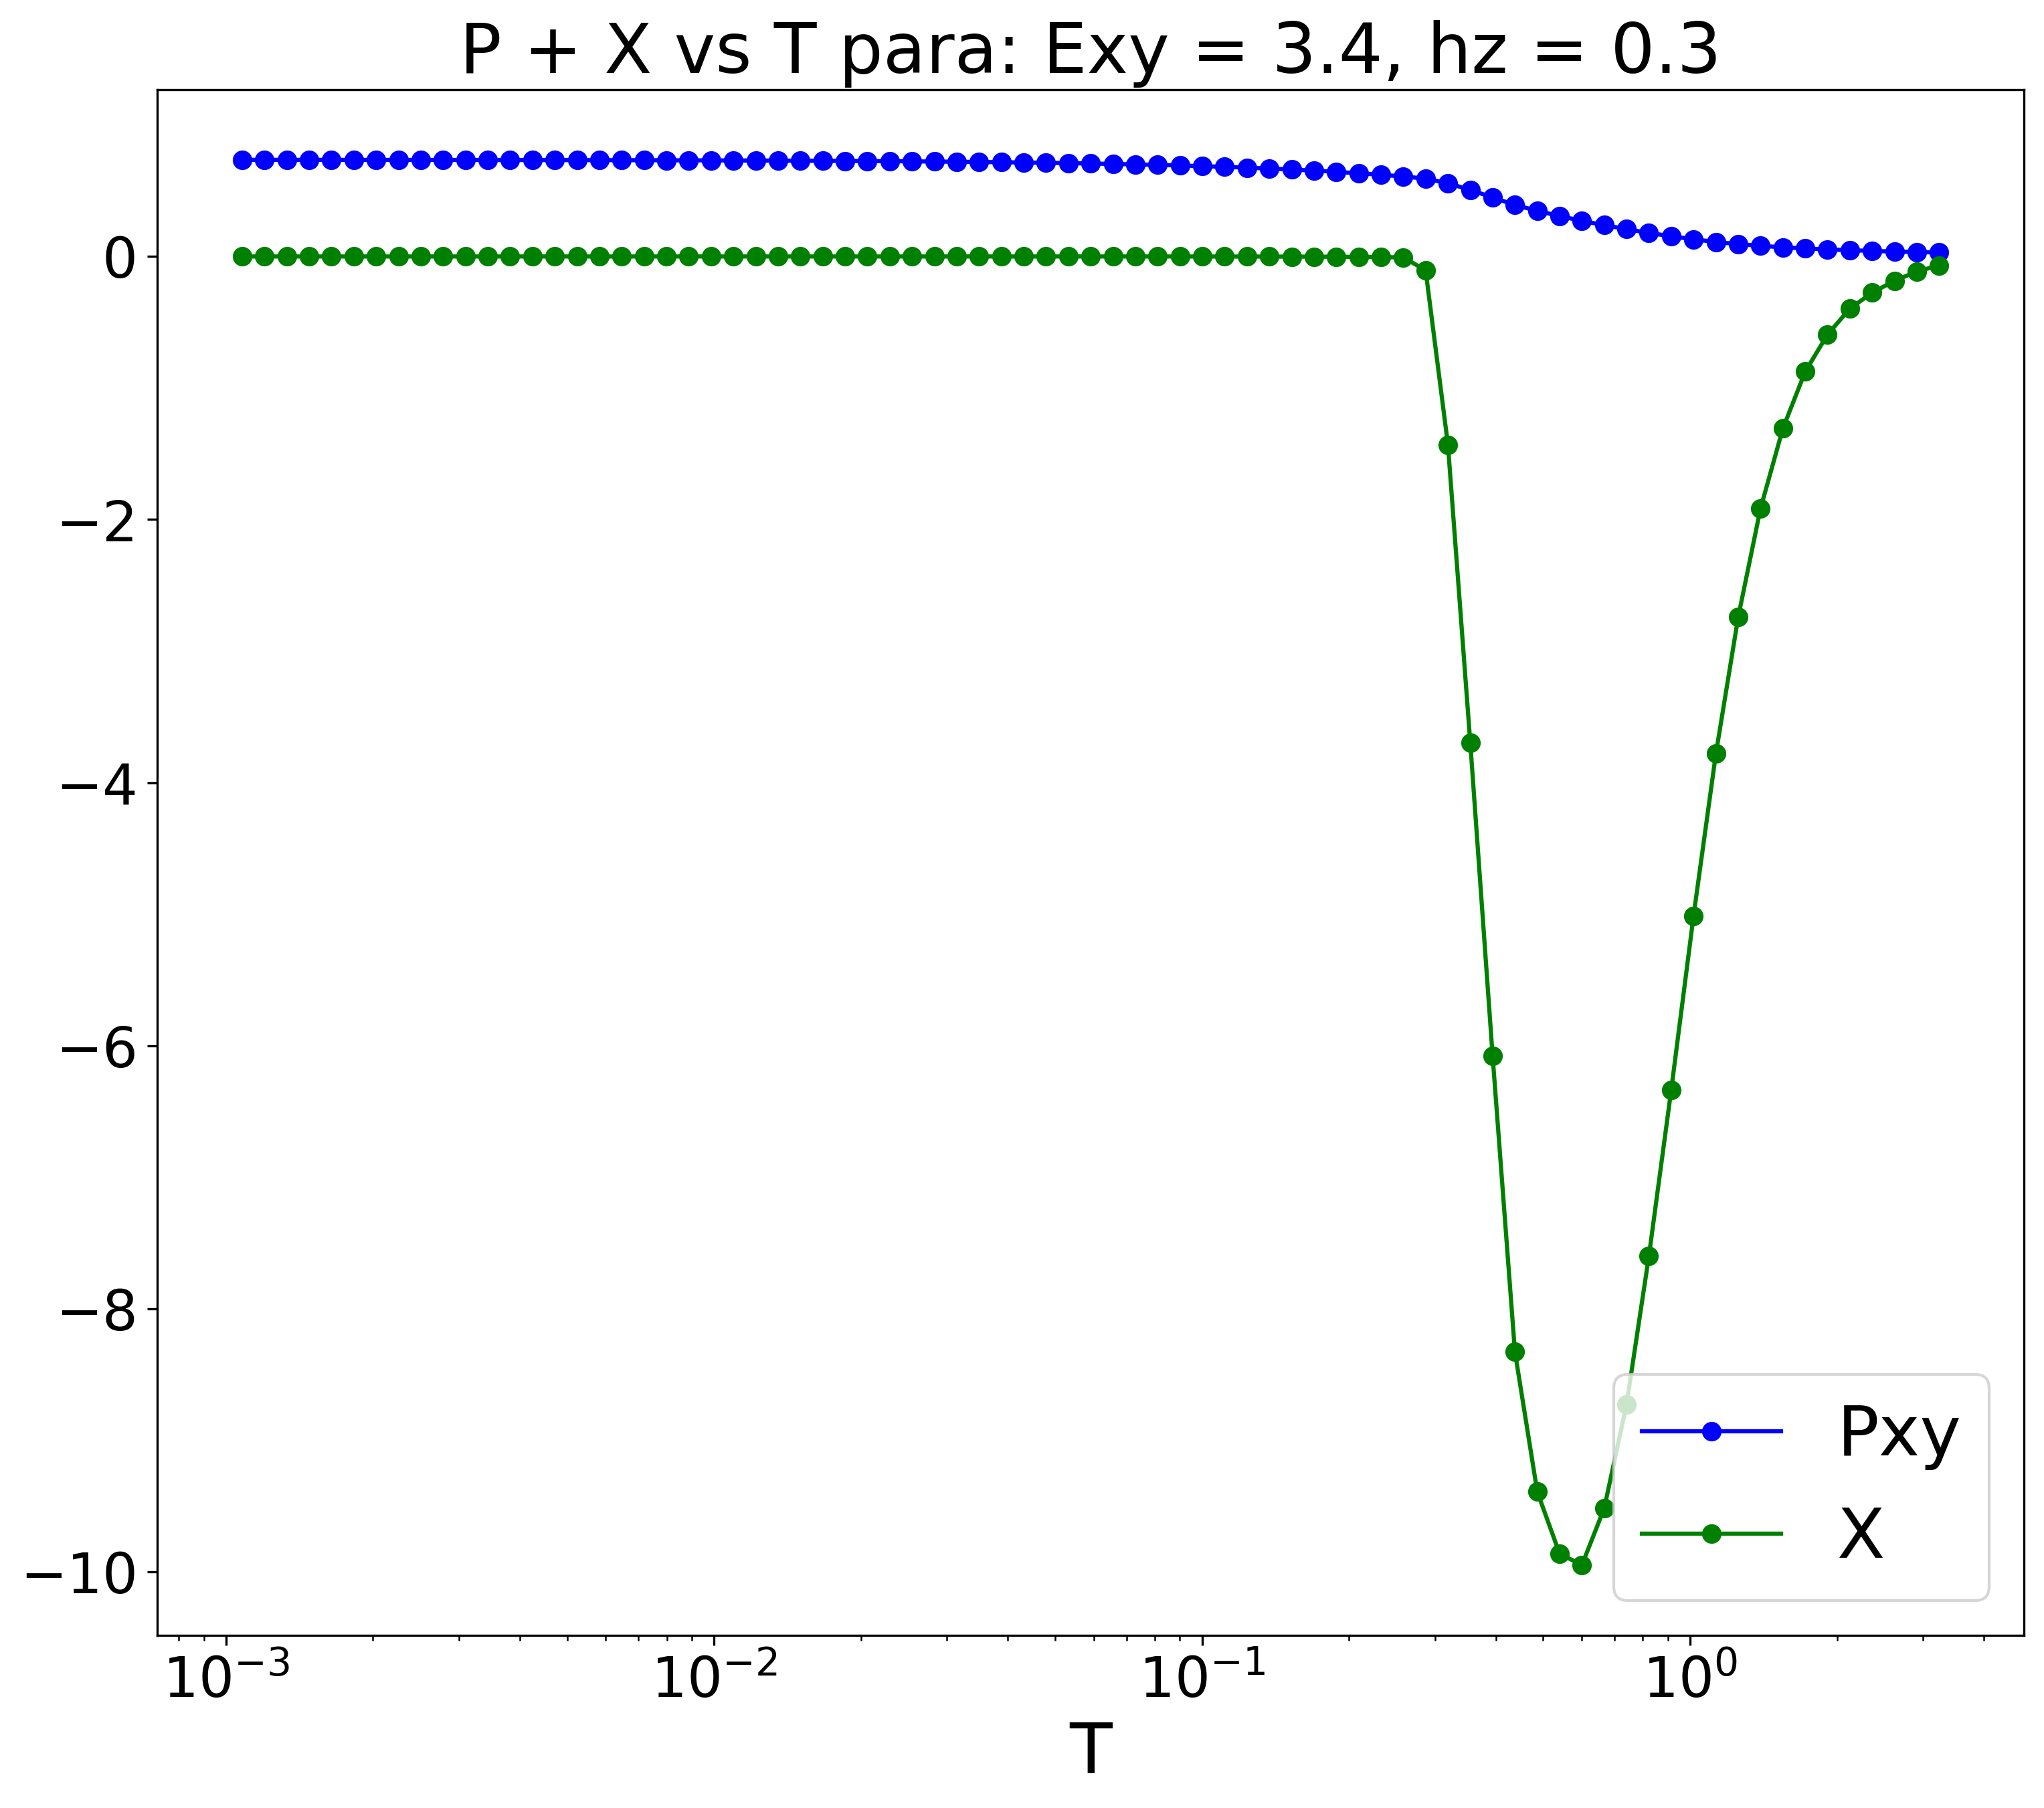 P + X vs T para: Exy = 3.4, hz = 0.3
0
−2
−4
−6
−8
−10
Pxy
X
10⁻³ 10⁻² 10⁻¹ 10⁰
T